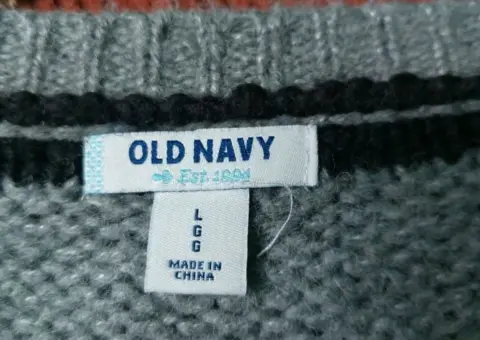 OLD NAVY
Est. 1994
L
G
G
MADE IN
CHINA